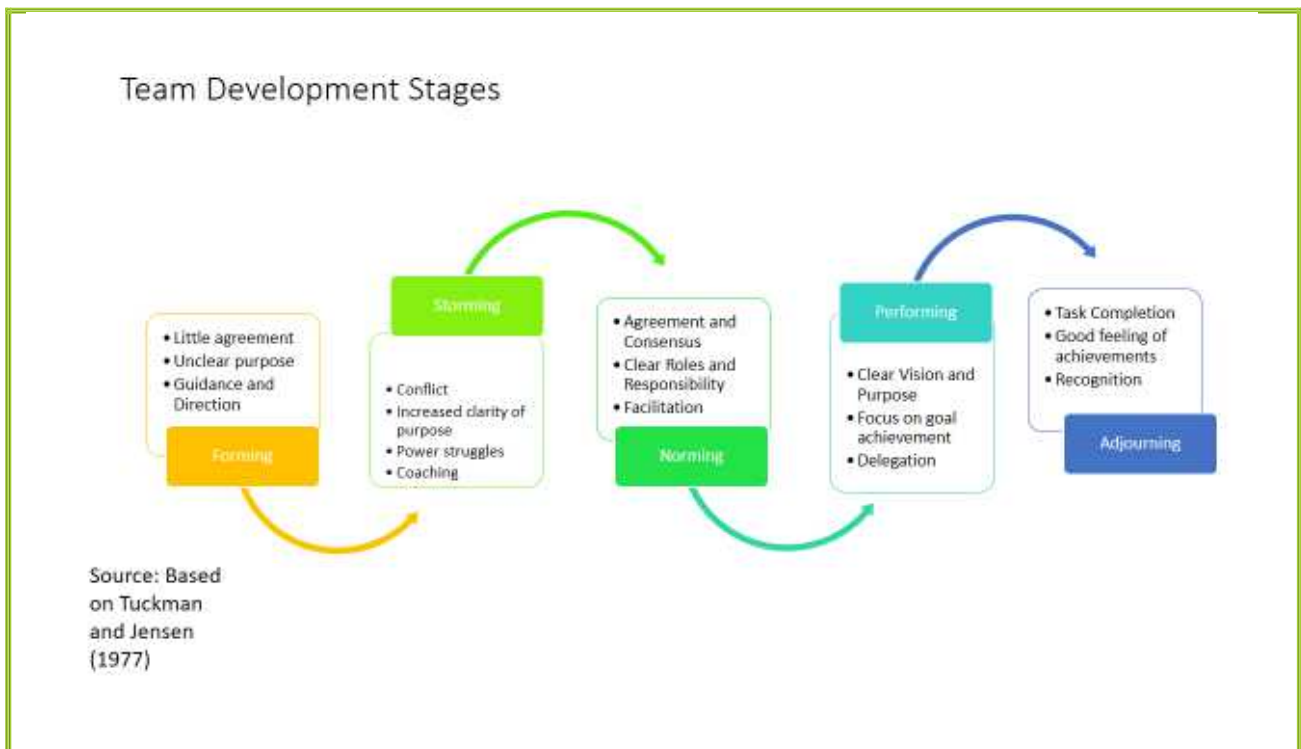 Team Development Stages
• Little agreement
• Unclear purpose
• Guidance and
Direction
Forming
Storming
• Conflict
• Increased clarity of
purpose
• Power struggles
• Coaching
• Agreement and
Consensus
• Clear Roles and
Responsibility
• Facilitation
Norming
Performing
• Clear Vision and
Purpose
• Focus on goal
achievement
• Delegation
• Task Completion
• Good feeling of
achievements
• Recognition
Adjourning
Source: Based
on Tuckman
and Jensen
(1977)